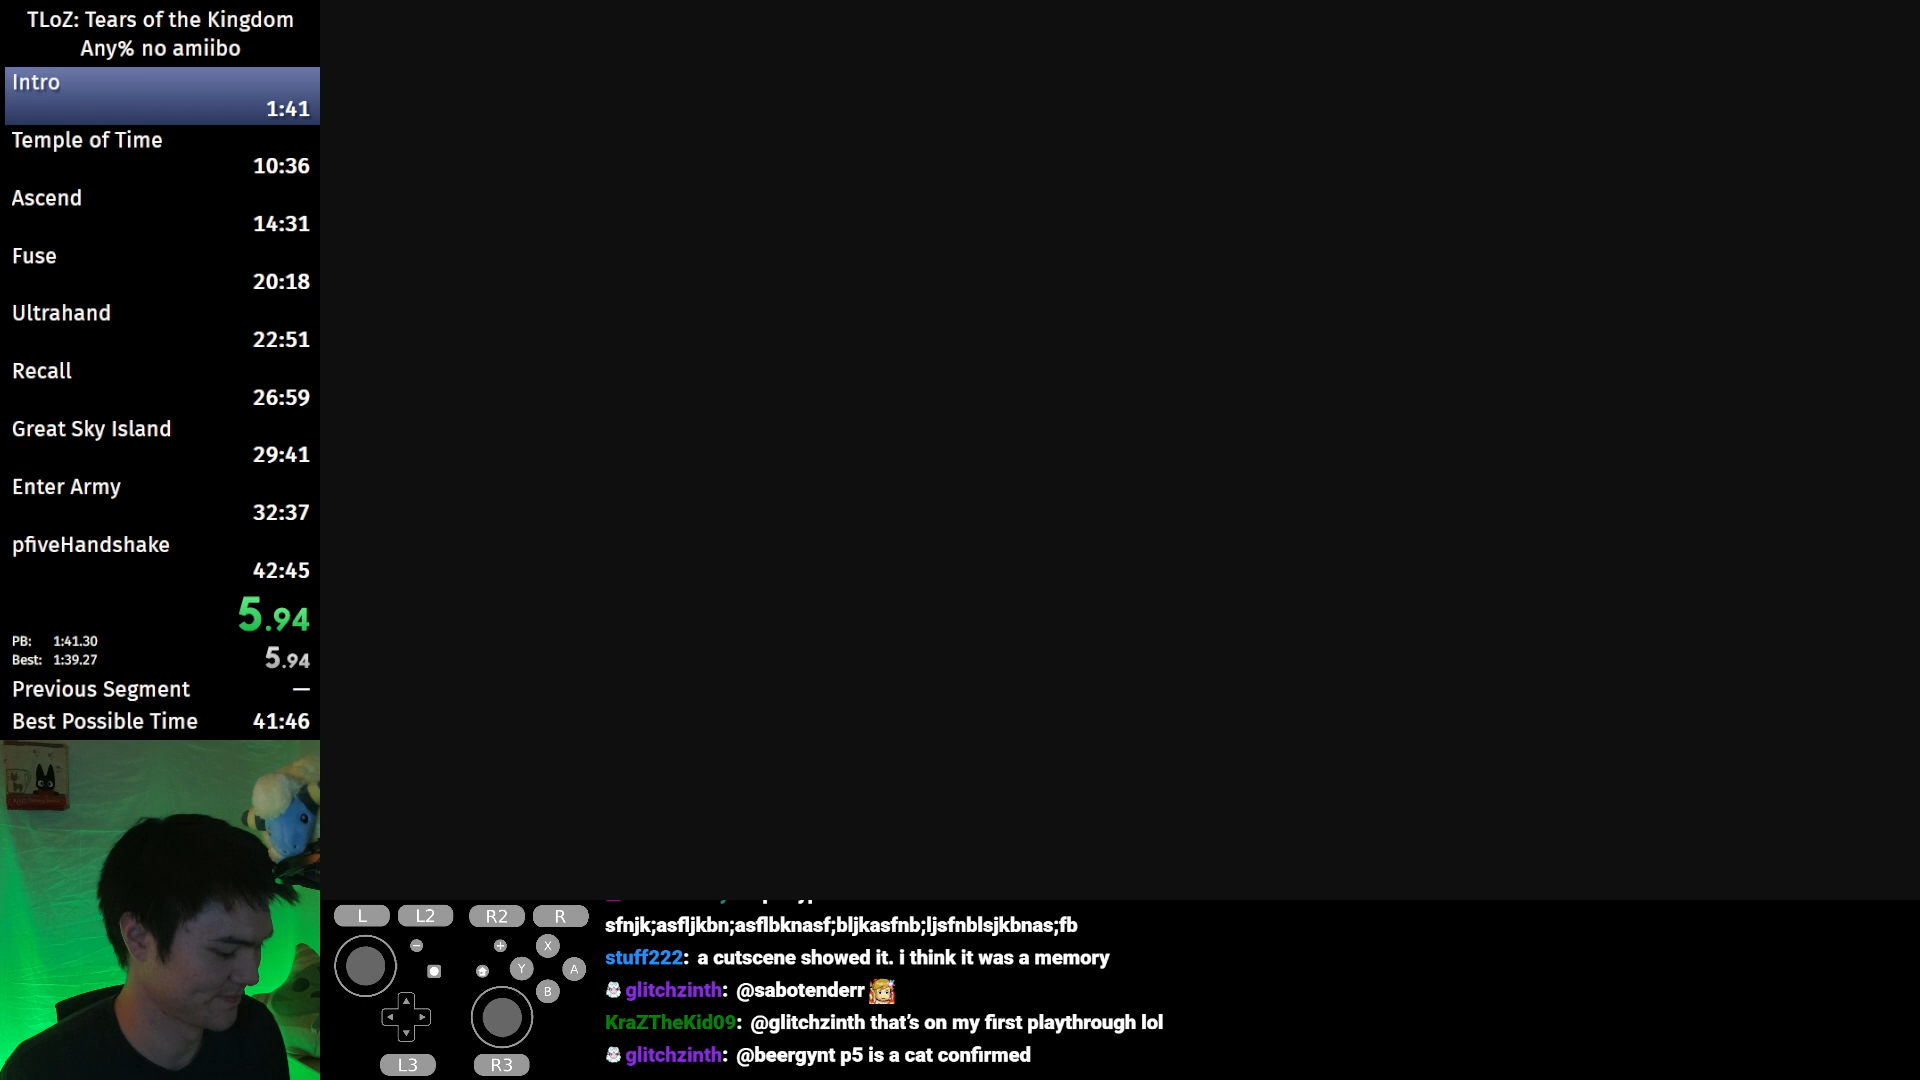 TLoZ: Tears of the Kingdom
Any% no amiibo
Intro
1:41
Temple of Time
10:36
Ascend
14:31
Fuse
20:18
Ultrahand
22:51
Recall
26:59
Great Sky Island
29:41
Enter Army
32:37
pfiveHandshake
42:45
5.94
PB: 1:41.30
Best: 1:39.27
5.94
Previous Segment —
Best Possible Time 41:46
L L2 R2 R
X
Y A
B
L3 R3
sfnjk;asfljkbn;asflbknasf;bljkasfnb;ljsfnblsjkbnas;fb
stuff222: a cutscene showed it. i think it was a memory
glitchzinth: @sabotenderr
KraZTheKid09: @glitchzinth that’s on my first playthrough lol
glitchzinth: @beergynt p5 is a cat confirmed